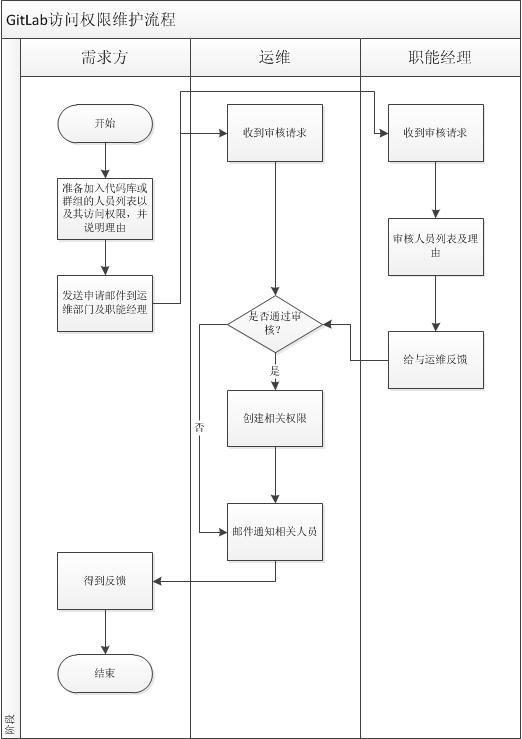 GitLab访问权限维护流程
需求方
运维
职能经理
开始
收到审核请求
收到审核请求
准备加入代码库或
群组的人员列表以
及其访问权限，并
说明理由
审核人员列表及理
由
发送申请邮件到运
维部门及职能经理
是否通过审
核？
给与运维反馈
是
创建相关权限
否
邮件通知相关人员
得到反馈
结束
阶段